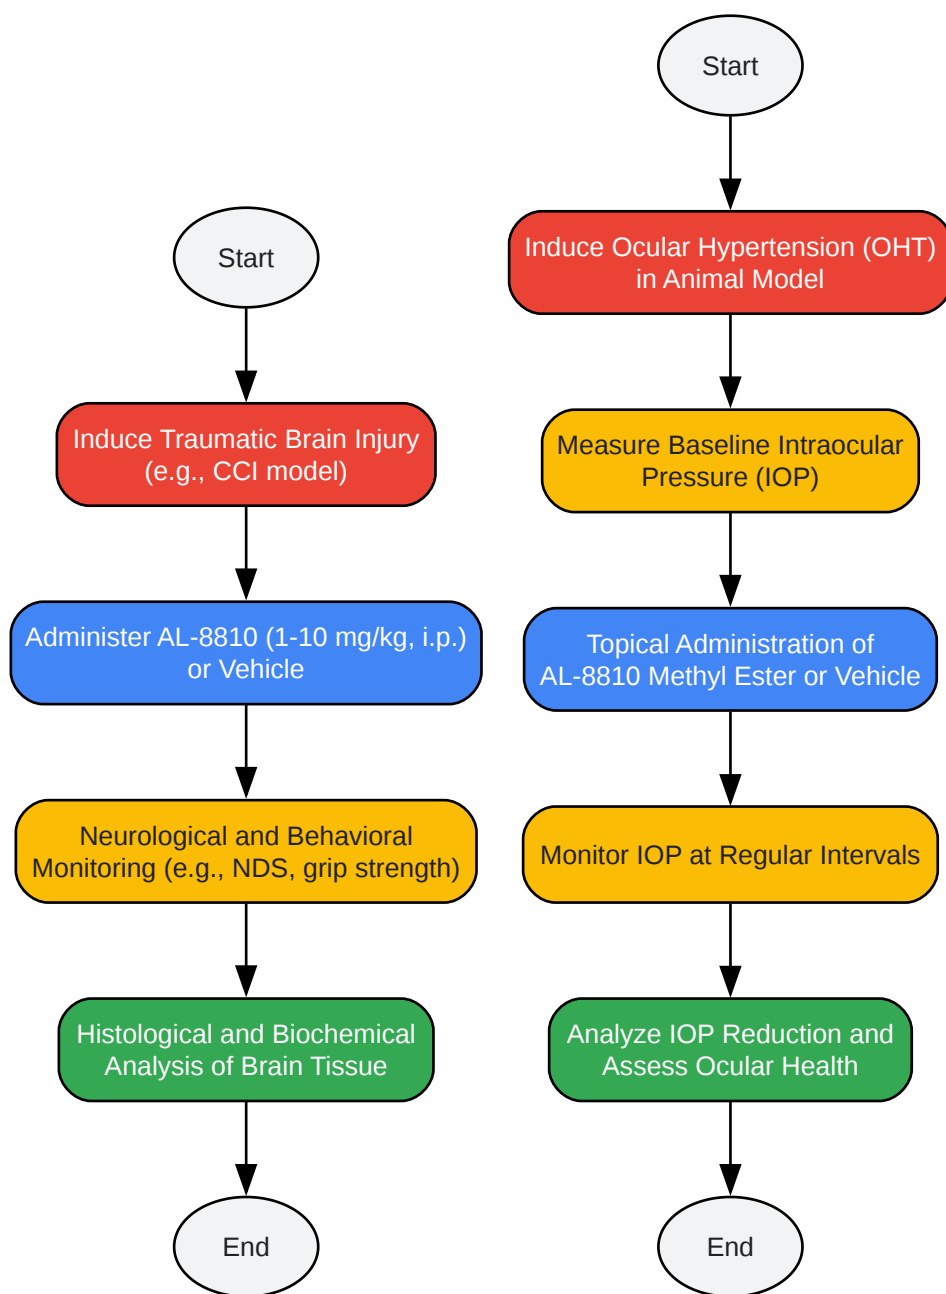 Start
Induce Traumatic Brain Injury
(e.g., CCI model)
Administer AL-8810 (1-10 mg/kg, i.p.)
or Vehicle
Neurological and Behavioral
Monitoring (e.g., NDS, grip strength)
Histological and Biochemical
Analysis of Brain Tissue
End
Start
Induce Ocular Hypertension (OHT)
in Animal Model
Measure Baseline Intraocular
Pressure (IOP)
Topical Administration of
AL-8810 Methyl Ester or Vehicle
Monitor IOP at Regular Intervals
Analyze IOP Reduction and
Assess Ocular Health
End